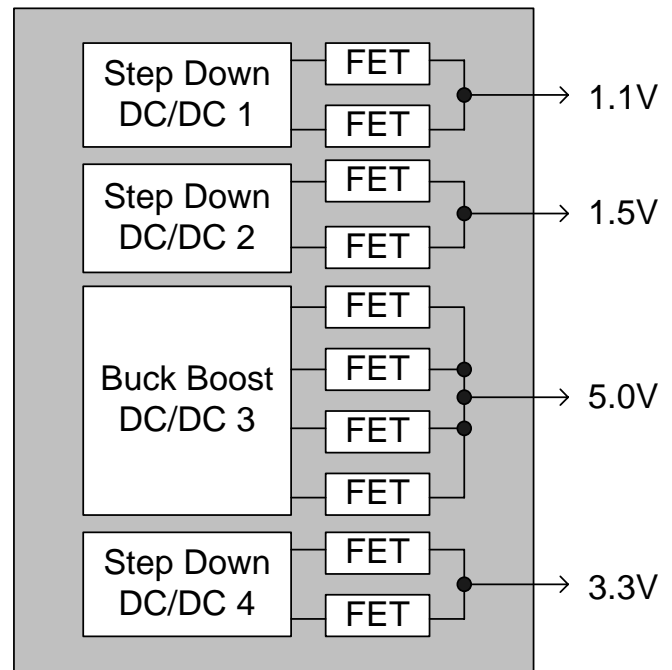 Step Down
DC/DC 1
FET
FET
1.1V
Step Down
DC/DC 2
FET
FET
1.5V
Buck Boost
DC/DC 3
FET
FET
FET
FET
5.0V
Step Down
DC/DC 4
FET
FET
3.3V